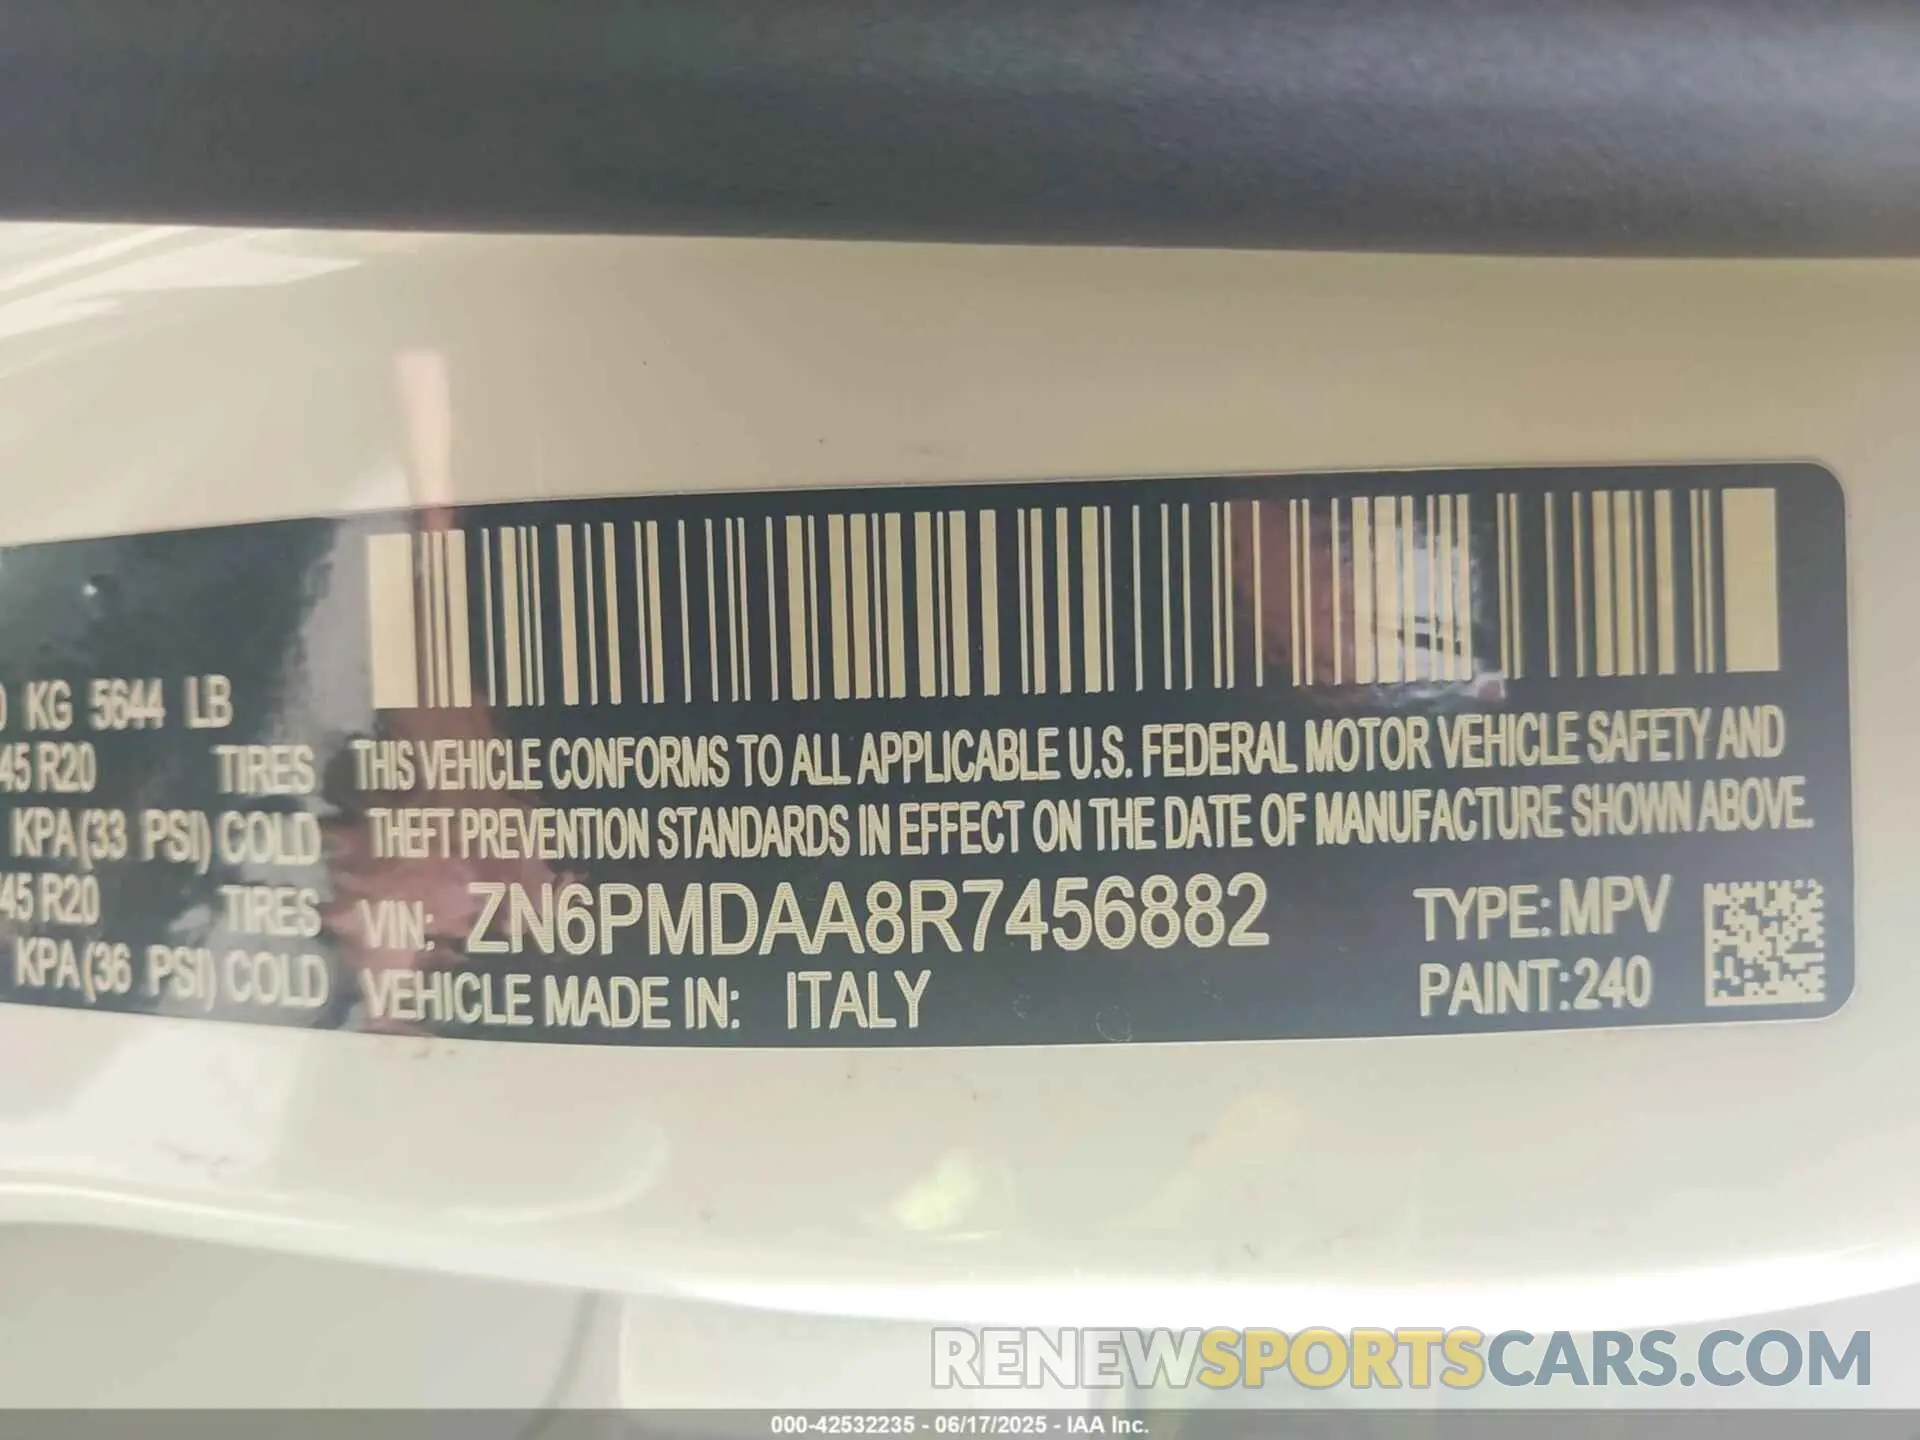 KG 5644 LB
45 R20 TIRES
KPA (33 PSI) COLD
45 R20 TIRES
KPA (36 PSI) COLD
THIS VEHICLE CONFORMS TO ALL APPLICABLE U.S. FEDERAL MOTOR VEHICLE SAFETY AND
THEFT PREVENTION STANDARDS IN EFFECT ON THE DATE OF MANUFACTURE SHOWN ABOVE.
VIN: ZN6PMDAA8R7456882
VEHICLE MADE IN: ITALY
TYPE: MPV
PAINT: 240
RENEWSPORTSCARS.COM
000-42532235 - 06/17/2025 - IAA Inc.